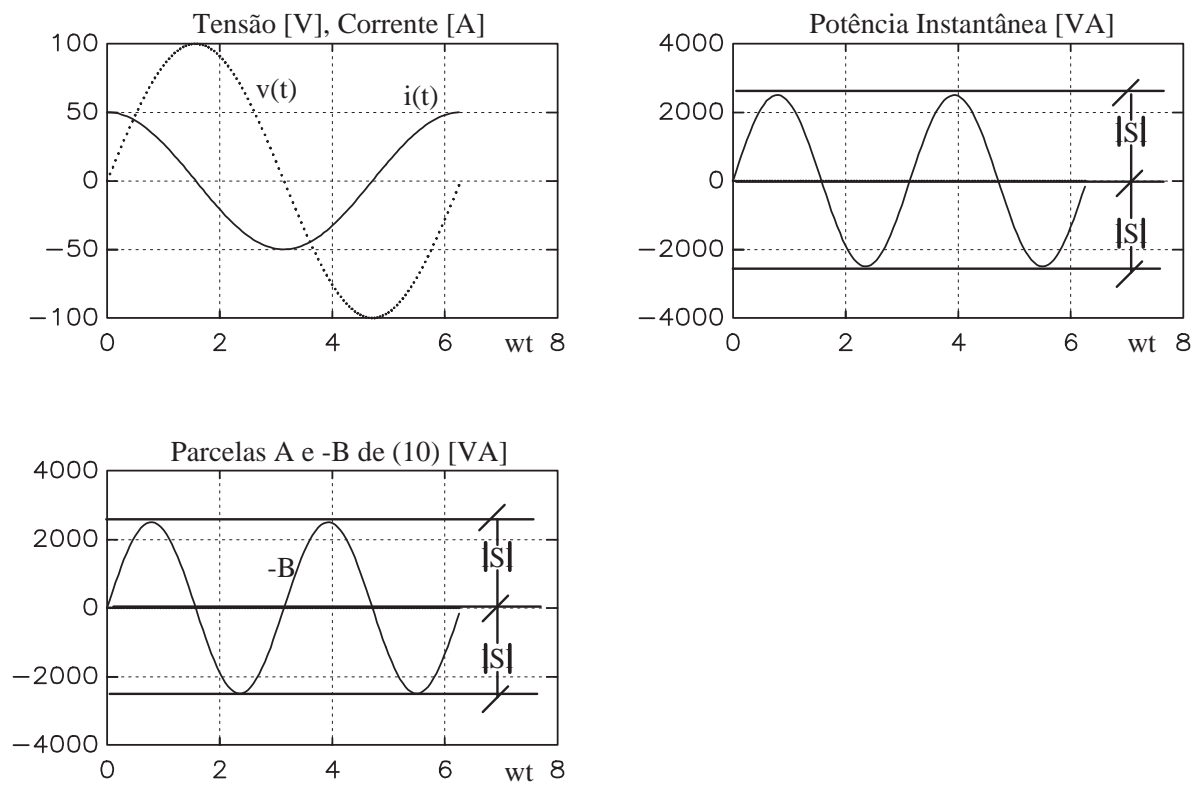 Tensão [V], Corrente [A]
100
50
0
−50
−100
v(t)
i(t)
0 2 4 6 wt 8
Potência Instantânea [VA]
4000
2000
0
−2000
−4000
|S|
|S|
0 2 4 6 wt 8
Parcelas A e -B de (10) [VA]
4000
2000
0
−2000
−4000
-B
|S|
|S|
0 2 4 6 wt 8